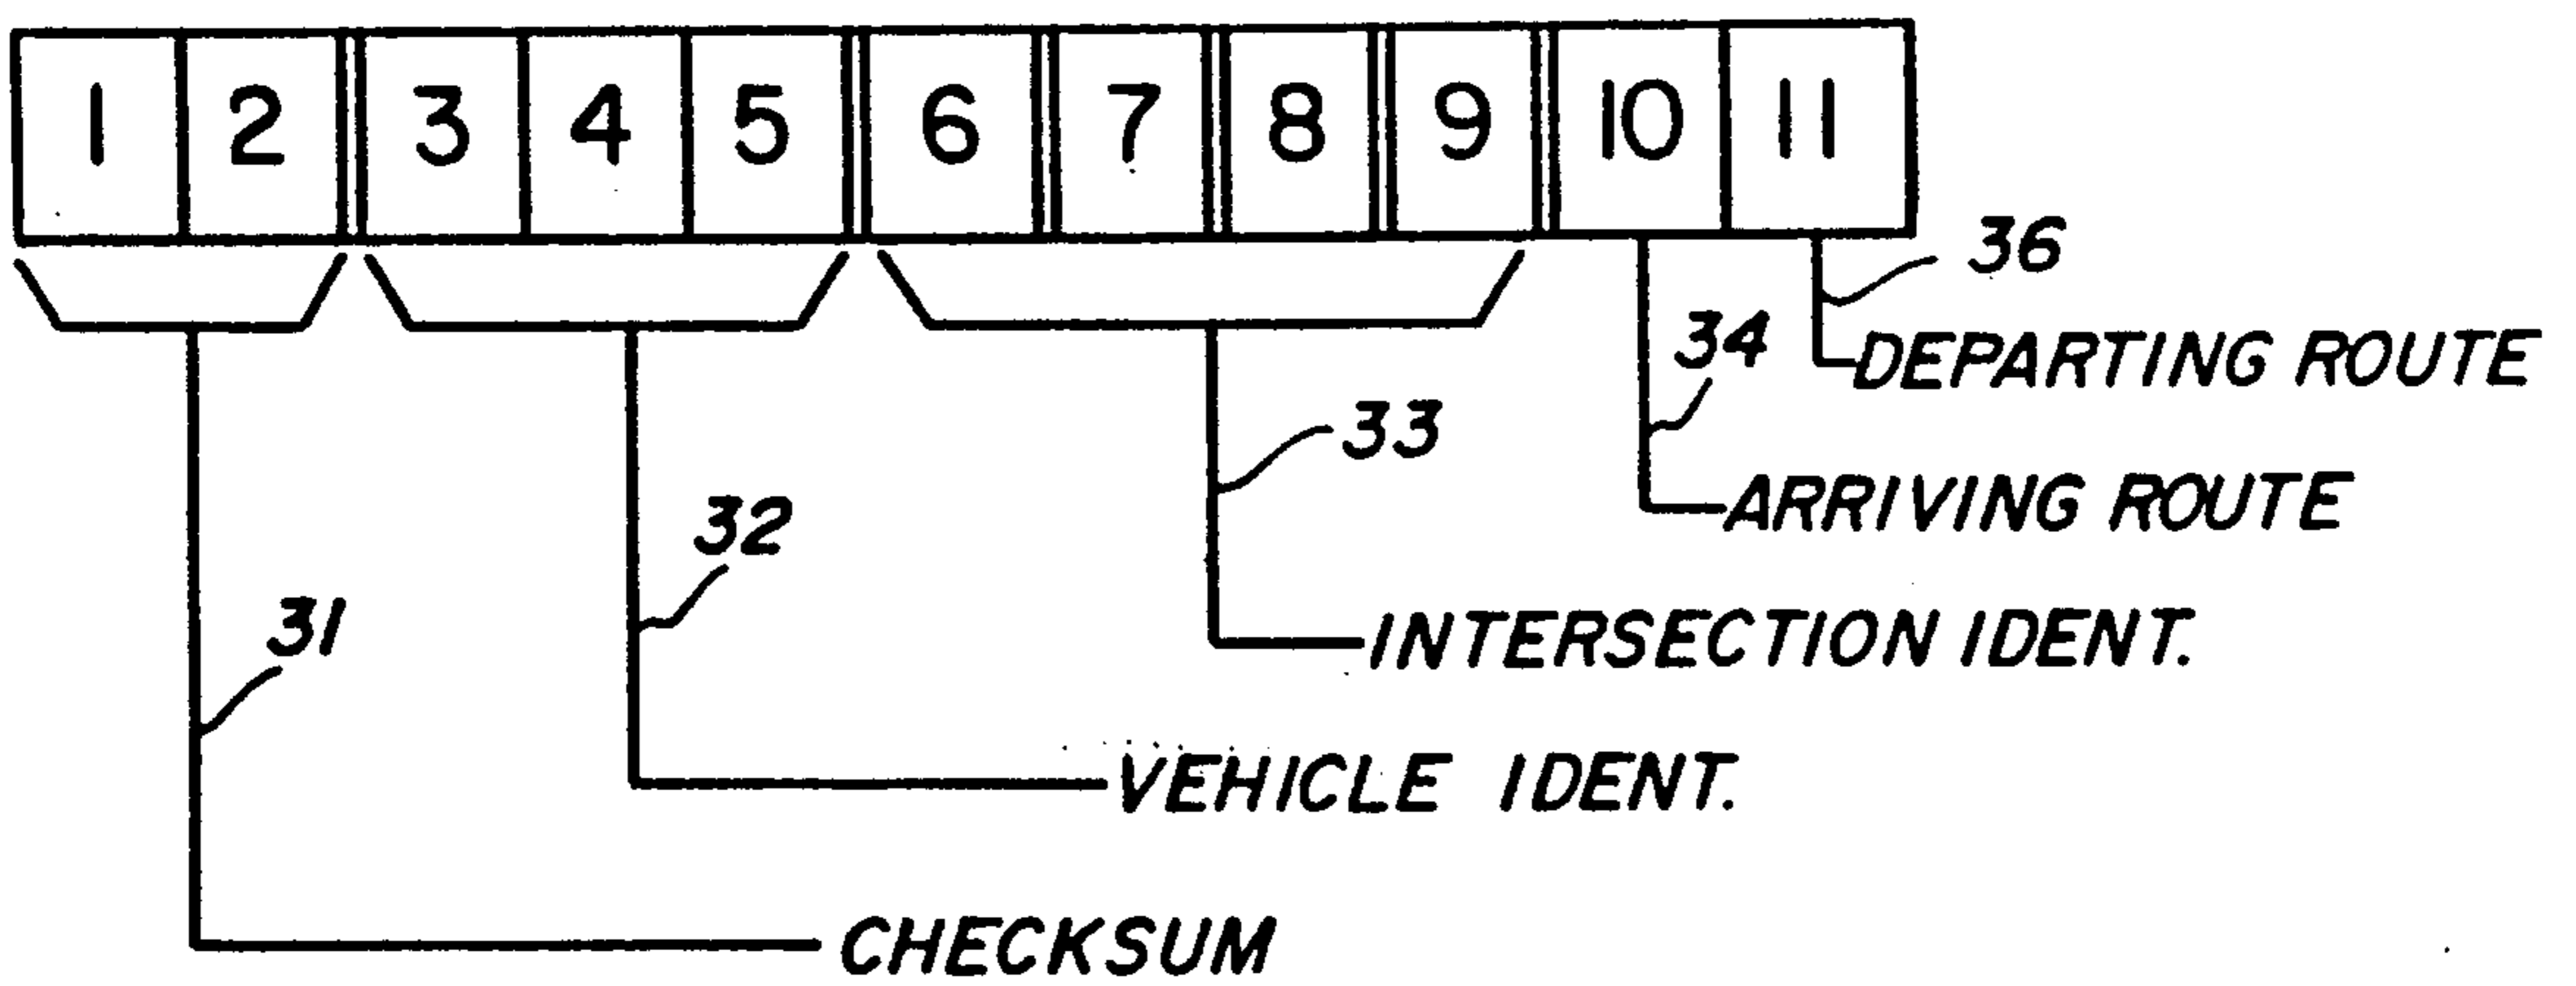 1 2 3 4 5 6 7 8 9 10 11
36
DEPARTING ROUTE
34
ARRIVING ROUTE
33
INTERSECTION IDENT.
32
VEHICLE IDENT.
31
CHECKSUM